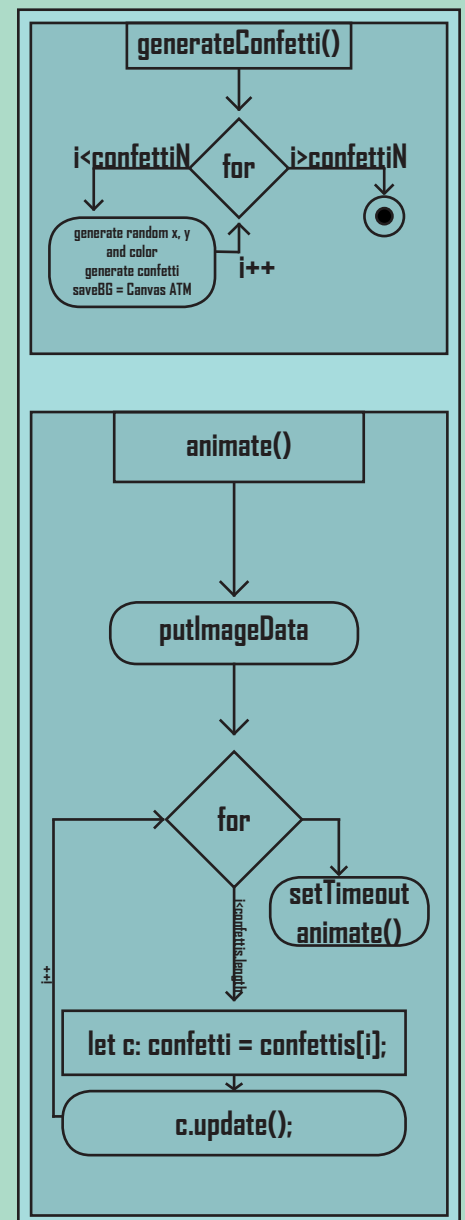 generateConfetti()
for
i<confettiN
i>confettiN
generate random x, y
and color
generate confetti
saveBG = Canvas ATM
i++
animate()
putImageData
for
setTimeout
animate()
i<confettis.length
i++
let c: confetti = confettis[i];
c.update();